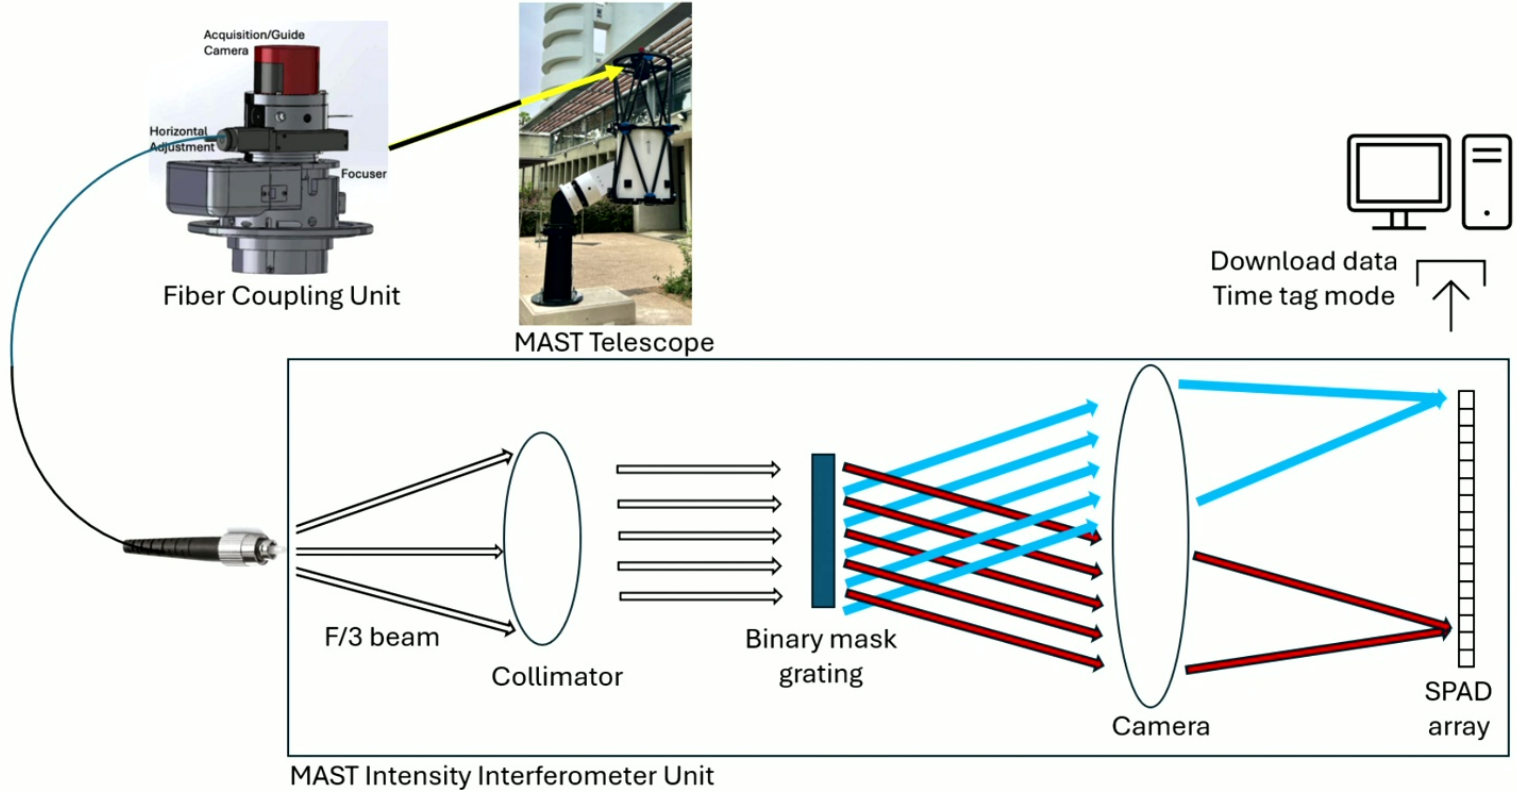 Acquisition/Guide
Camera
Horizontal
Adjustment
Focuser
Fiber Coupling Unit
MAST Telescope
Download data
Time tag mode
F/3 beam
Collimator
Binary mask
grating
Camera
SPAD
array
MAST Intensity Interferometer Unit